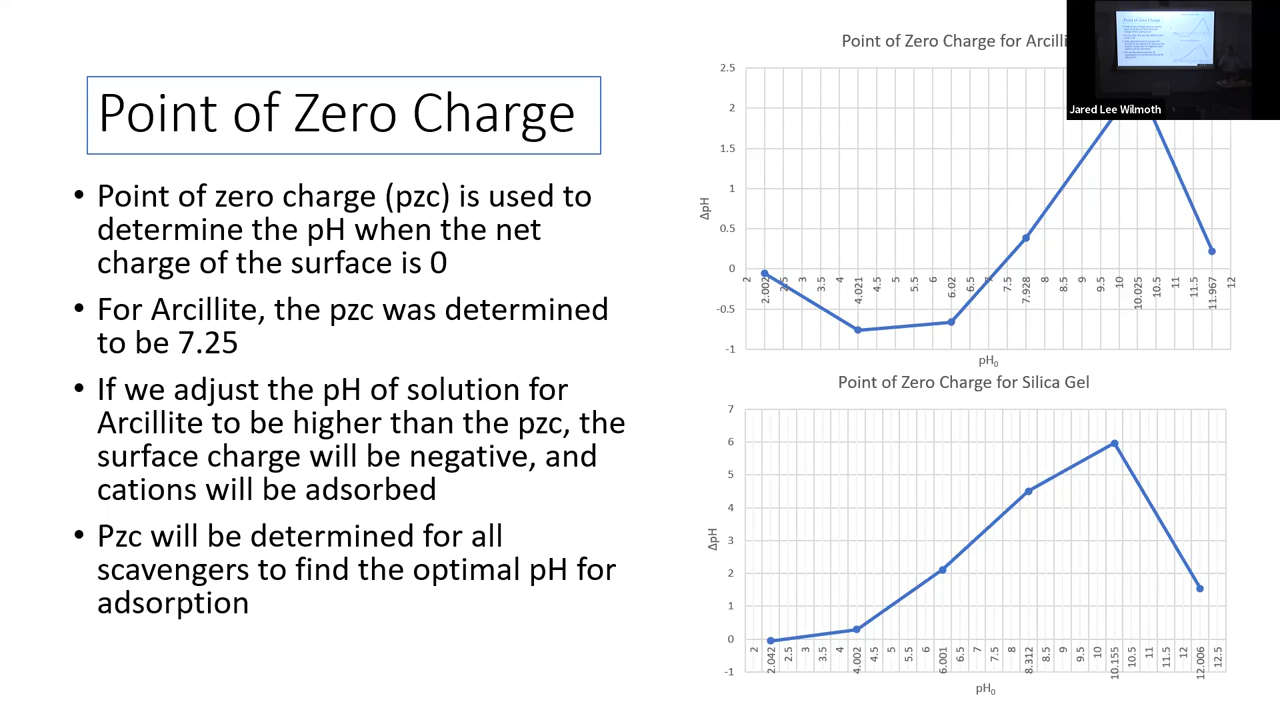 Point of Zero Charge
• Point of zero charge (pzc) is used to
determine the pH when the net
charge of the surface is 0
• For Arcillite, the pzc was determined
to be 7.25
• If we adjust the pH of solution for
Arcillite to be higher than the pzc, the
surface charge will be negative, and
cations will be adsorbed
• Pzc will be determined for all
scavengers to find the optimal pH for
adsorption
Point of Zero Charge for Arcilli
Jared Lee Wilmoth
2.5
2
1.5
1
0.5
0
-0.5
-1
ΔpH
2 2.002 2.5 3 3.5 4 4.021 4.5 5 5.5 6 6.02 6.5 7 7.5 7.928 8 8.5 9 9.5 10 10.025 10.5 11 11.5 11.967 12
pH₀
Point of Zero Charge for Silica Gel
7
6
5
4
3
2
1
0
-1
ΔpH
2 2.042 2.5 3 3.5 4 4.002 4.5 5 5.5 6 6.001 6.5 7 7.5 8 8.312 8.5 9 9.5 10 10.155 10.5 11 11.5 12 12.006 12.5
pH₀